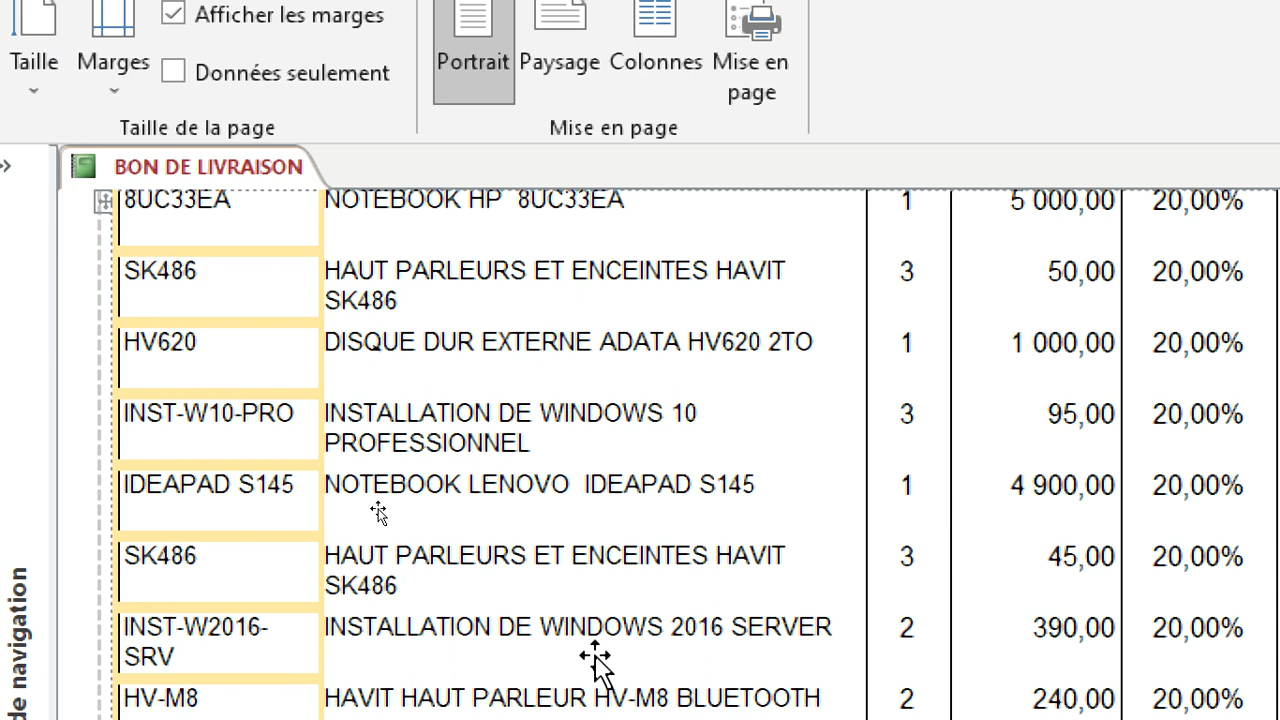 Afficher les marges
Taille Marges Données seulement Portrait Paysage Colonnes Mise en page
Taille de la page Mise en page
BON DE LIVRAISON
8UC33EA NOTEBOOK HP 8UC33EA 1 5 000,00 20,00%
SK486 HAUT PARLEURS ET ENCEINTES HAVIT 3 50,00 20,00%
SK486
HV620 DISQUE DUR EXTERNE ADATA HV620 2TO 1 1 000,00 20,00%
INST-W10-PRO INSTALLATION DE WINDOWS 10 3 95,00 20,00%
PROFESSIONNEL
IDEAPAD S145 NOTEBOOK LENOVO IDEAPAD S145 1 4 900,00 20,00%
SK486 HAUT PARLEURS ET ENCEINTES HAVIT 3 45,00 20,00%
SK486
INST-W2016- INSTALLATION DE WINDOWS 2016 SERVER 2 390,00 20,00%
SRV
HV-M8 HAVIT HAUT PARLEUR HV-M8 BLUETOOTH 2 240,00 20,00%
de navigation